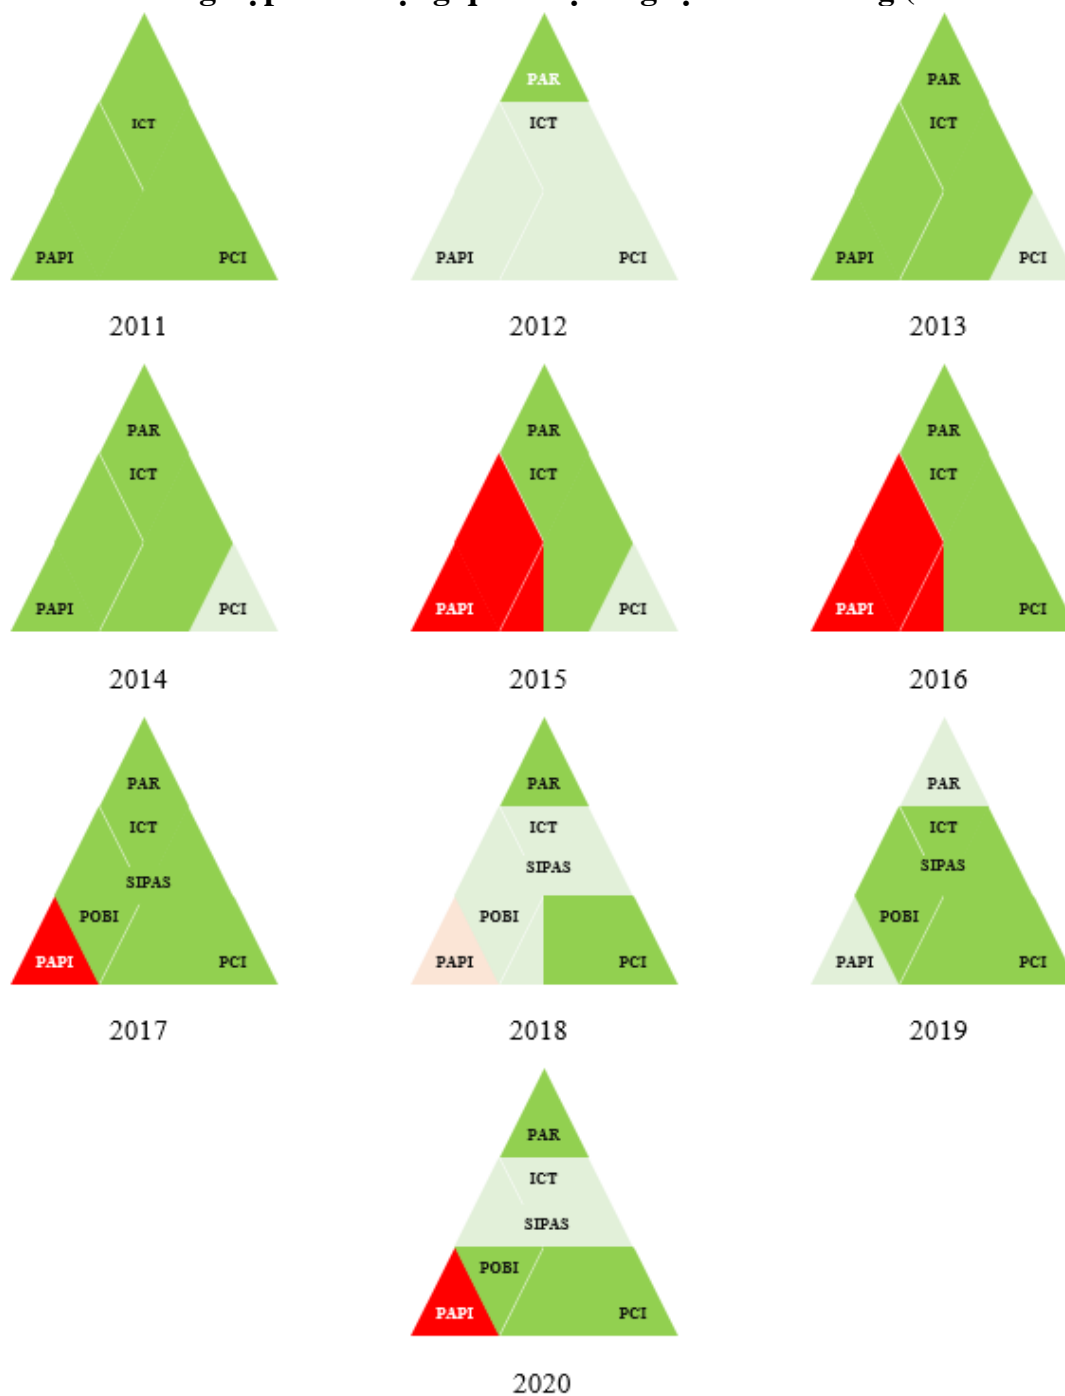 PAR PAR
ICT ICT ICT
PAPI PCI PAPI PCI PAPI PCI
2011 2012 2013
PAR PAR PAR
ICT ICT ICT
PAPI PCI PAPI PCI PAPI PCI
2014 2015 2016
PAR PAR PAR
ICT ICT ICT
SIPAS SIPAS SIPAS
POBI POBI POBI
PAPI PCI PAPI PCI PAPI PCI
2017 2018 2019
PAR
ICT
SIPAS
POBI
PAPI PCI
2020